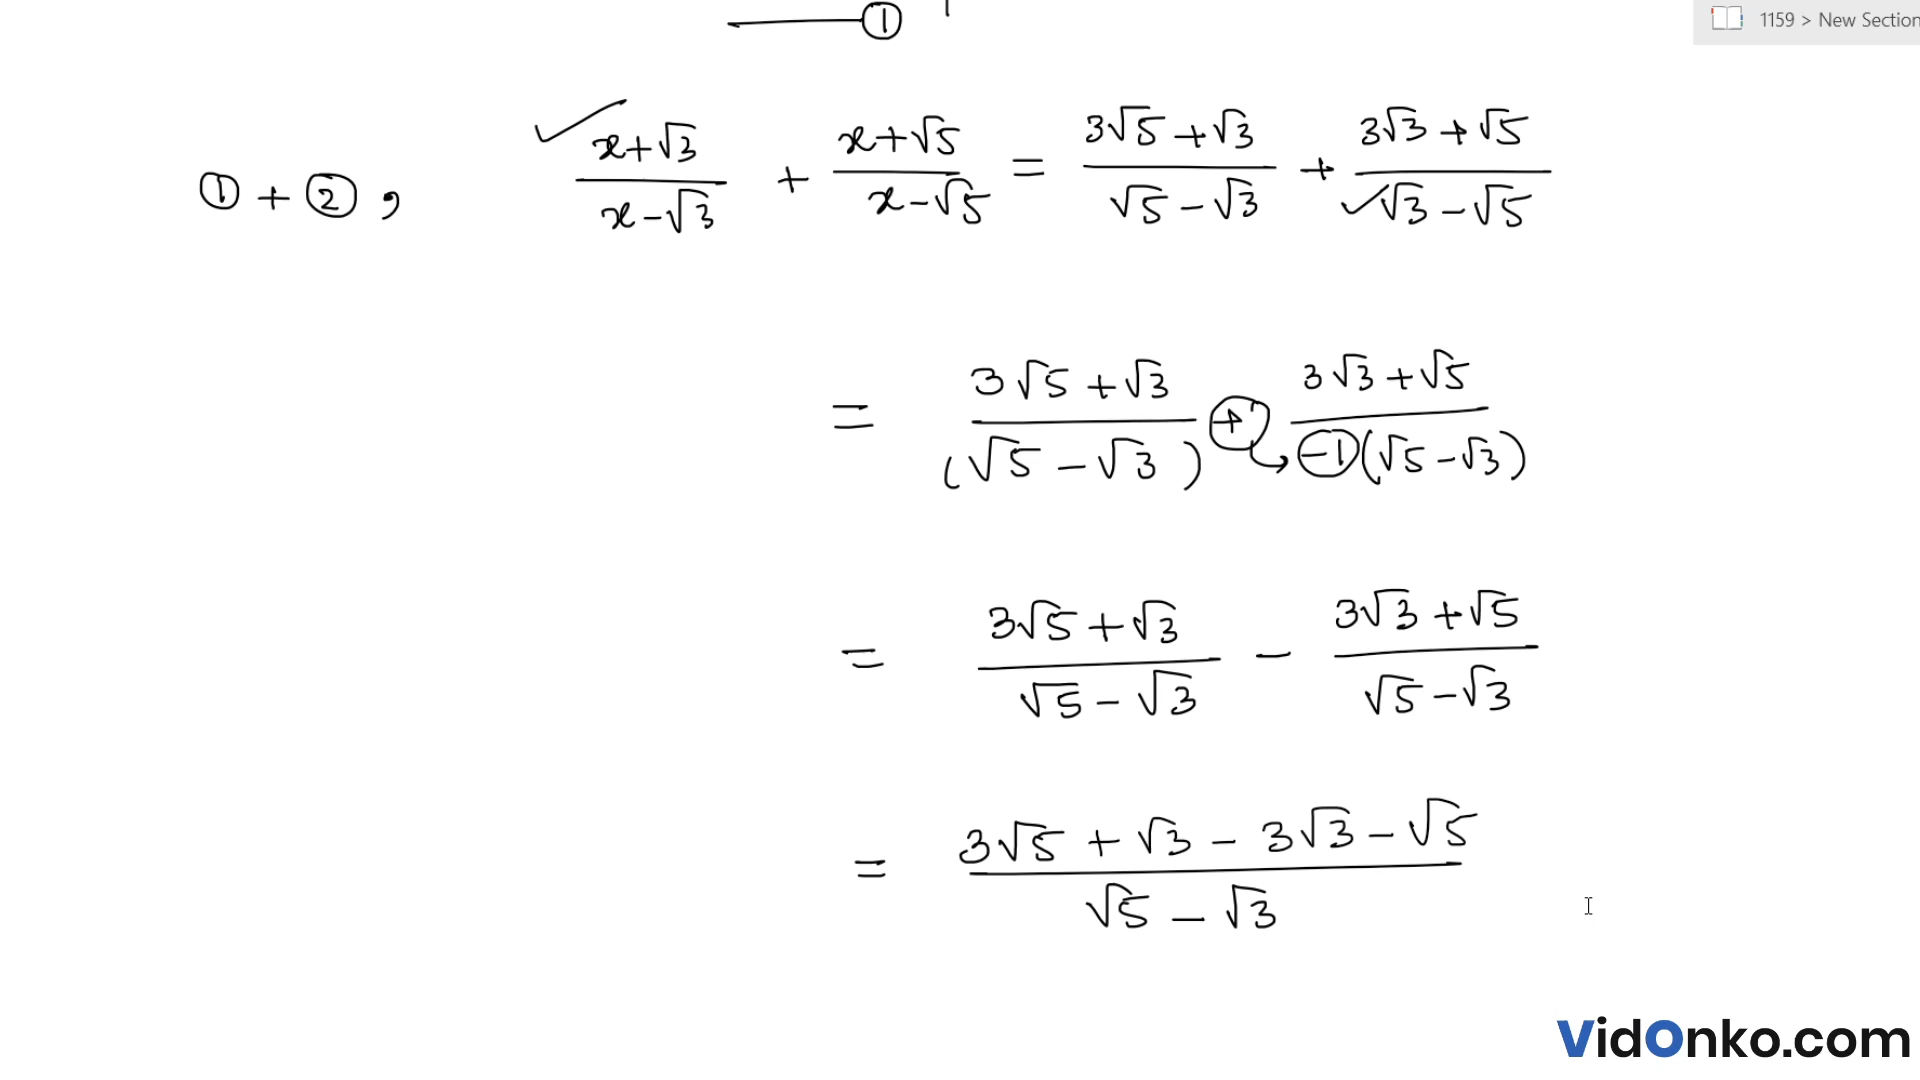 ①
1159 > New Section
① + ②, x+√3/x-√3 + x+√5/x-√5 = 3√5+√3/√5-√3 + 3√3+√5/√3-√5
= 3√5+√3/(√5-√3) + 3√3+√5/-1(√5-√3)
= 3√5+√3/√5-√3 - 3√3+√5/√5-√3
= 3√5+√3-3√3-√5/√5-√3
VidOnko.com